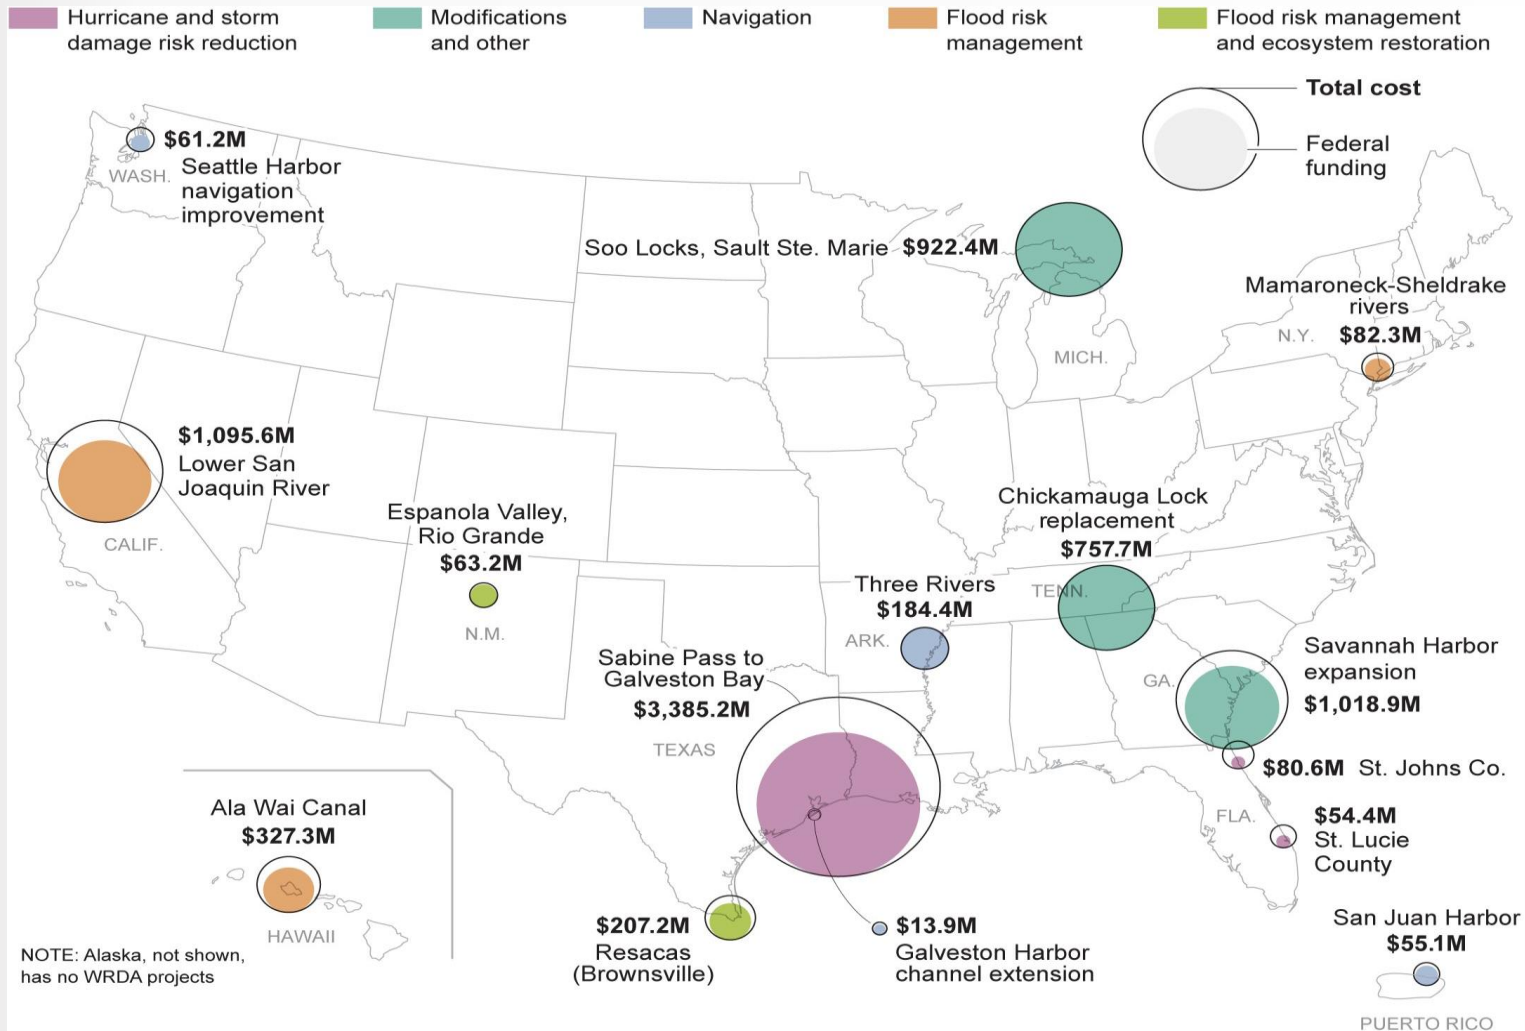 Hurricane and storm
damage risk reduction
Modifications
and other
Navigation
Flood risk
management
Flood risk management
and ecosystem restoration
Total cost
Federal
funding
$61.2M
WASH.
Seattle Harbor
navigation
improvement
Soo Locks, Sault Ste. Marie $922.4M
MICH.
Mamaroneck-Sheldrake
rivers
N.Y.
$82.3M
$1,095.6M
Lower San
Joaquin River
CALIF.
Espanola Valley,
Rio Grande
$63.2M
N.M.
Chickamauga Lock
replacement
$757.7M
TENN.
Three Rivers
$184.4M
ARK.
Sabine Pass to
Galveston Bay
$3,385.2M
TEXAS
Savannah Harbor
expansion
GA.
$1,018.9M
$80.6M St. Johns Co.
FLA.
$54.4M
St. Lucie
County
Ala Wai Canal
$327.3M
HAWAII
NOTE: Alaska, not shown,
has no WRDA projects
$207.2M
Resacas
(Brownsville)
$13.9M
Galveston Harbor
channel extension
San Juan Harbor
$55.1M
PUERTO RICO